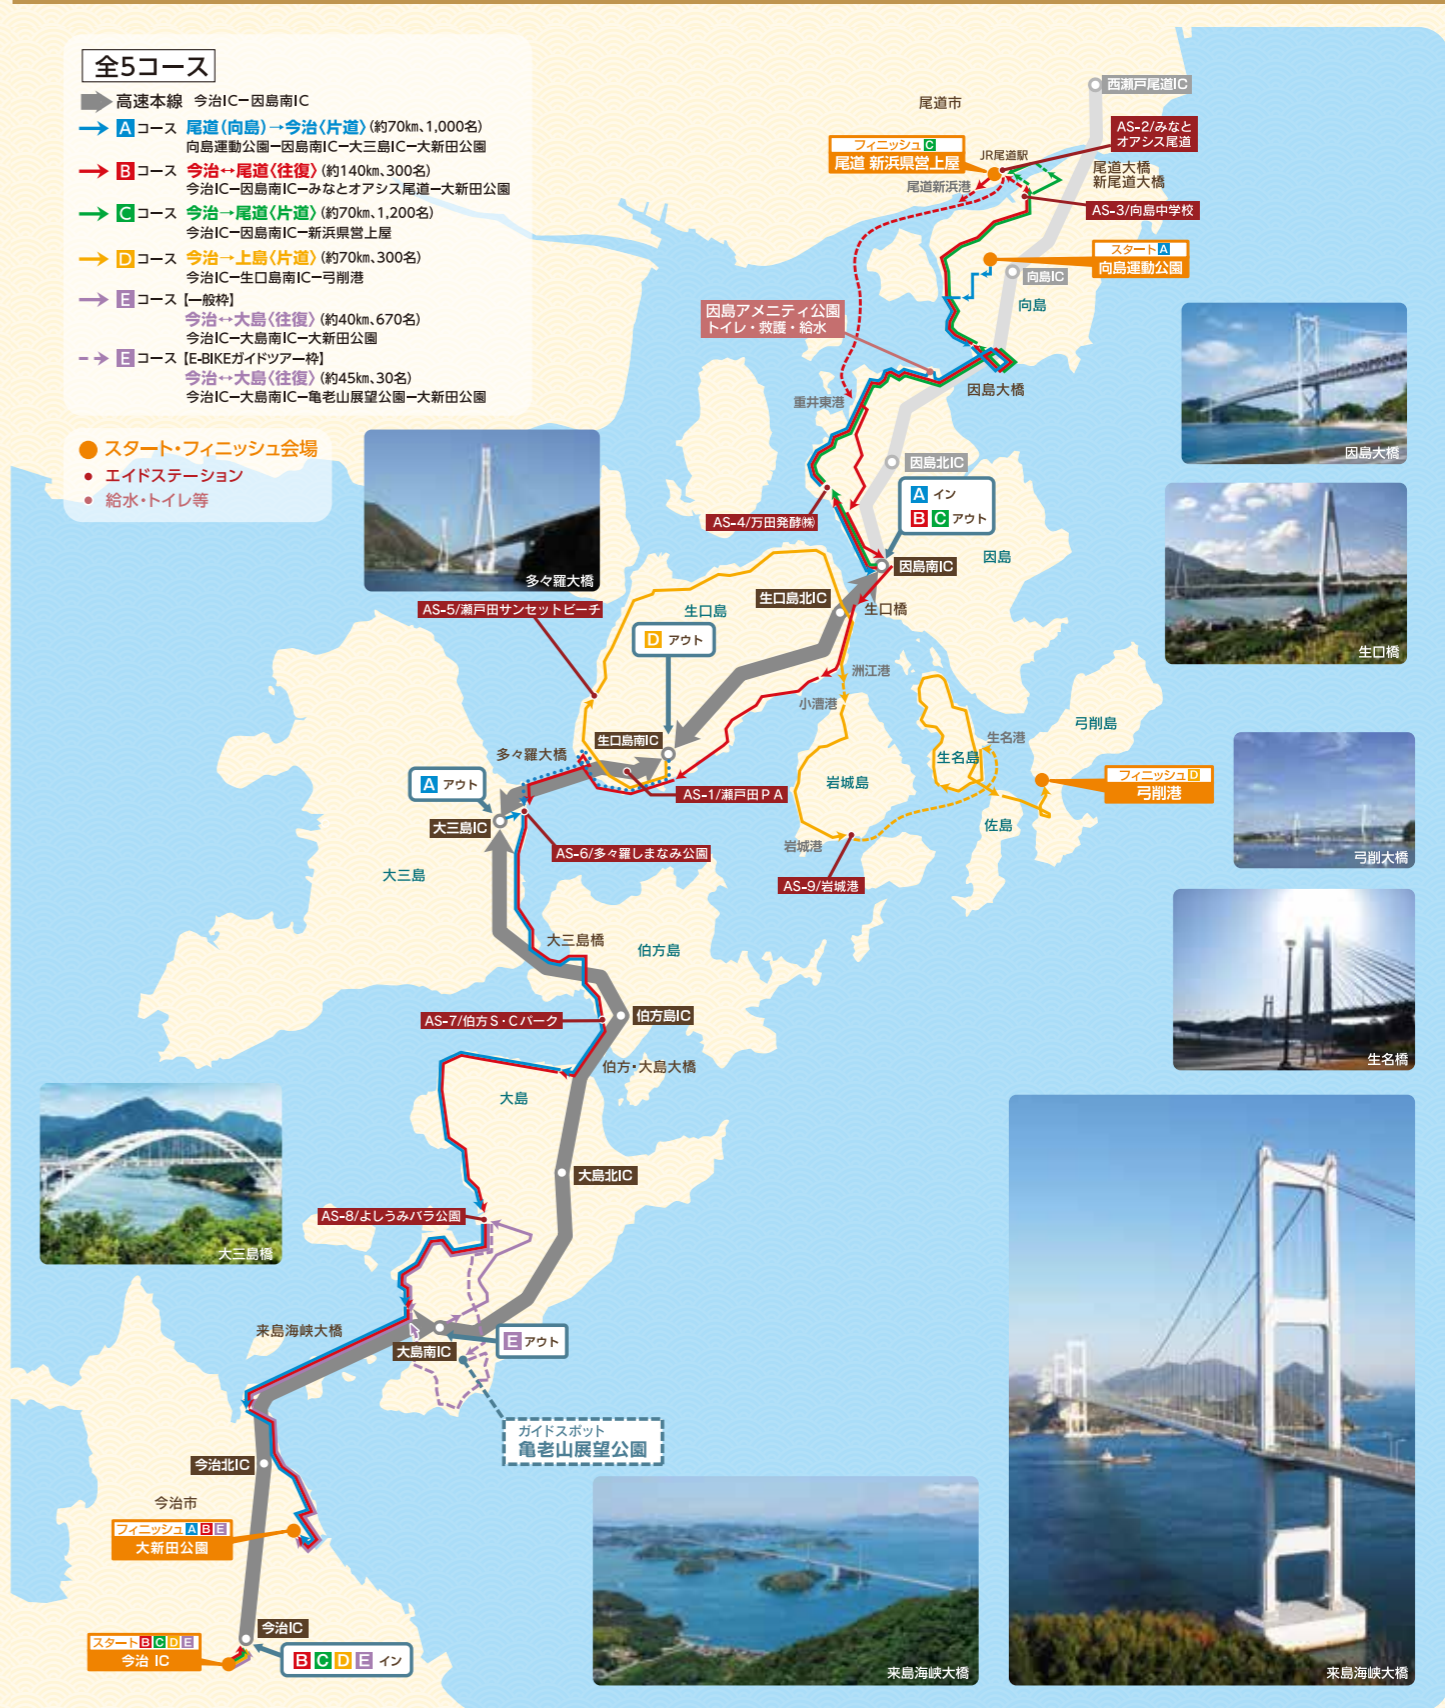 全5コース
高速本線 今治IC－因島南IC
A コース 尾道(向島)→今治〈片道〉(約70km、1,000名)
向島運動公園－因島南IC－大三島IC－大新田公園
B コース 今治↔尾道〈往復〉(約140km、300名)
今治IC－因島南IC－みなとオアシス尾道－大新田公園
C コース 今治→尾道〈片道〉(約70km、1,200名)
今治IC－因島南IC－新浜県営上屋
D コース 今治→上島〈片道〉(約70km、300名)
今治IC－生口島南IC－弓削港
E コース 【一般枠】
今治↔大島〈往復〉(約40km、670名)
今治IC－大島南IC－大新田公園
E コース 【E-BIKEガイドツアー枠】
今治↔大島〈往復〉(約45km、30名)
今治IC－大島南IC－亀老山展望公園－大新田公園
スタート・フィニッシュ会場
エイドステーション
給水・トイレ等
西瀬戸尾道IC
尾道市
AS-2/みなと
オアシス尾道
フィニッシュ C
尾道 新浜県営上屋
JR尾道駅
尾道新浜港
尾道大橋
新尾道大橋
AS-3/向島中学校
スタート A
向島運動公園
向島IC
向島
因島アメニティ公園
トイレ・救護・給水
因島大橋
重井東港
因島大橋
因島北IC
A イン
B C アウト
AS-4/万田発酵㈱
因島
因島南IC
多々羅大橋
生口橋
AS-5/瀬戸田サンセットビーチ
生口島
生口島北IC
生口橋
D アウト
洲江港
小漕港
生口島南IC
多々羅大橋
弓削島
生名港
生名島
岩城島
A アウト
AS-1/瀬戸田PA
フィニッシュ D
弓削港
大三島IC
佐島
岩城港
AS-6/多々羅しまなみ公園
弓削大橋
大三島
AS-9/岩城港
大三島橋
伯方島
伯方島IC
AS-7/伯方S・Cパーク
生名橋
伯方・大島大橋
大島
大島北IC
AS-8/よしうみバラ公園
大三島橋
来島海峡大橋
大島南IC
E アウト
ガイドスポット
亀老山展望公園
今治北IC
今治市
フィニッシュ A B E
大新田公園
今治IC
スタート B C D E
今治 IC
B C D E イン
来島海峡大橋
来島海峡大橋